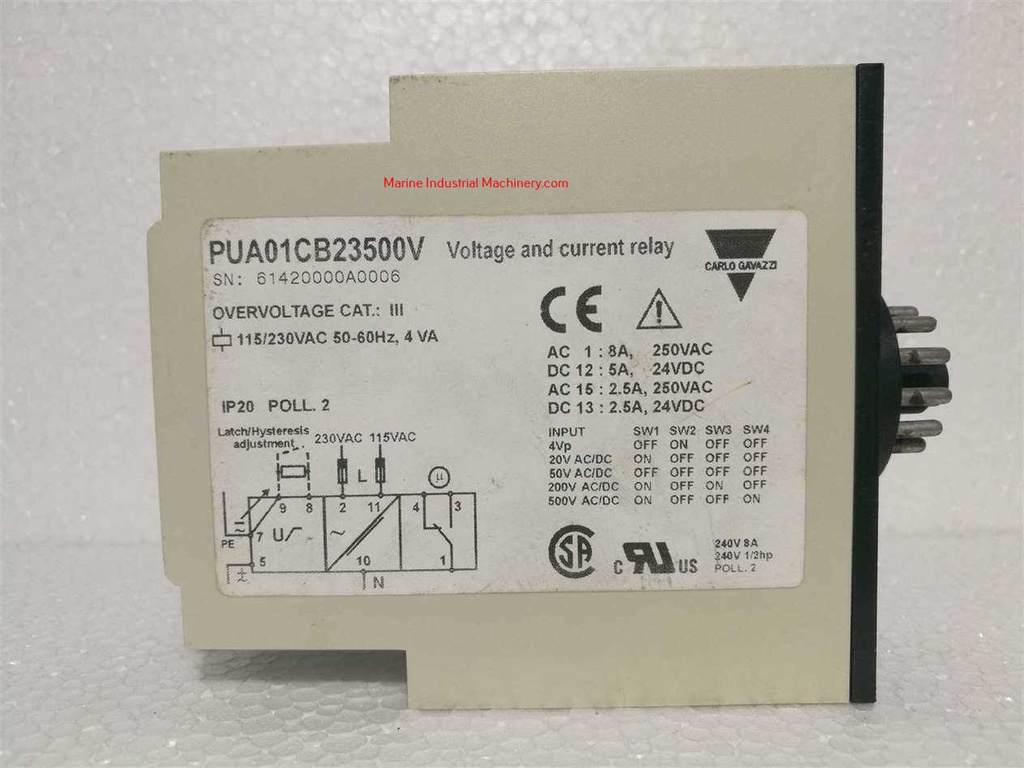 Marine Industrial Machinery.com
PUA01CB23500V Voltage and current relay
CARLO GAVAZZI
SN: 61420000A0006
OVERVOLTAGE CAT.: III
115/230VAC 50-60Hz, 4 VA
CE
AC 1 : 8A, 250VAC
DC 12 : 5A, 24VDC
AC 15 : 2.5A, 250VAC
DC 13 : 2.5A, 24VDC
IP20 POLL. 2
INPUT SW1 SW2 SW3 SW4
4Vp OFF ON OFF OFF
20V AC/DC ON OFF OFF OFF
50V AC/DC OFF OFF OFF OFF
200V AC/DC ON OFF ON OFF
500V AC/DC ON OFF OFF ON
Latch/Hysteresis
adjustment
230VAC 115VAC
L
μ
9 8 2 11 4 3
PE
7 U
5 10 1
N
SA
C RU US
240V 8A
240V 1/2hp
POLL. 2